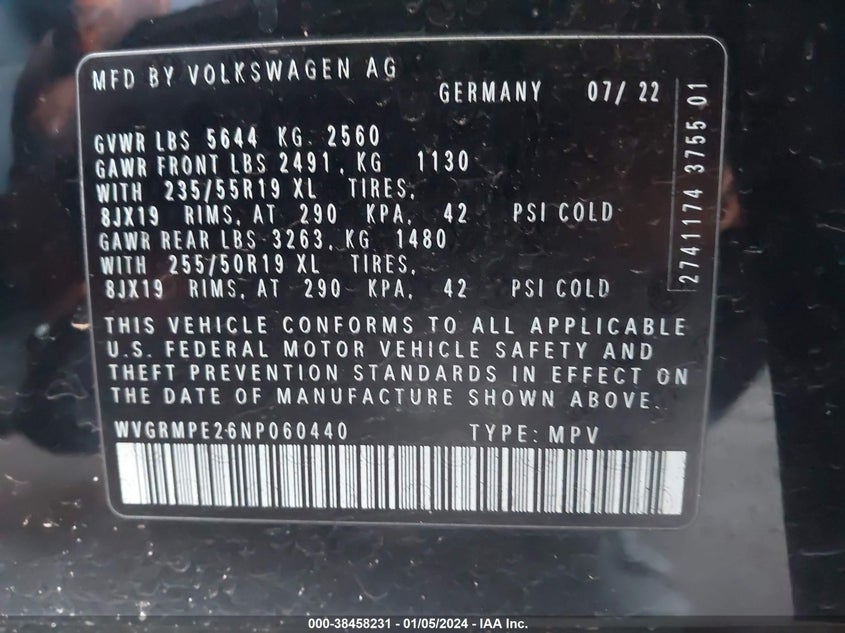 MFD BY VOLKSWAGEN AG
GERMANY 07/ 22
GVWR LBS 5644 KG. 2560
GAWR FRONT LBS 2491, KG 1130
WITH 235/55R19 XL TIRES,
8JX19 RIMS, AT 290 KPA, 42 PSI COLD
GAWR REAR LBS 3263, KG 1480
WITH 255/50R19 XL TIRES,
8JX19 RIMS, AT 290 KPA, 42 PSI COLD
THIS VEHICLE CONFORMS TO ALL APPLICABLE
U.S. FEDERAL MOTOR VEHICLE SAFETY AND
THEFT PREVENTION STANDARDS IN EFFECT ON
THE DATE OF MANUFACTURE SHOWN ABOVE.
WVGRMPE26NP060440 TYPE: MPV
2741174 3755 01
000-38458231 - 01/05/2024 - IAA Inc.